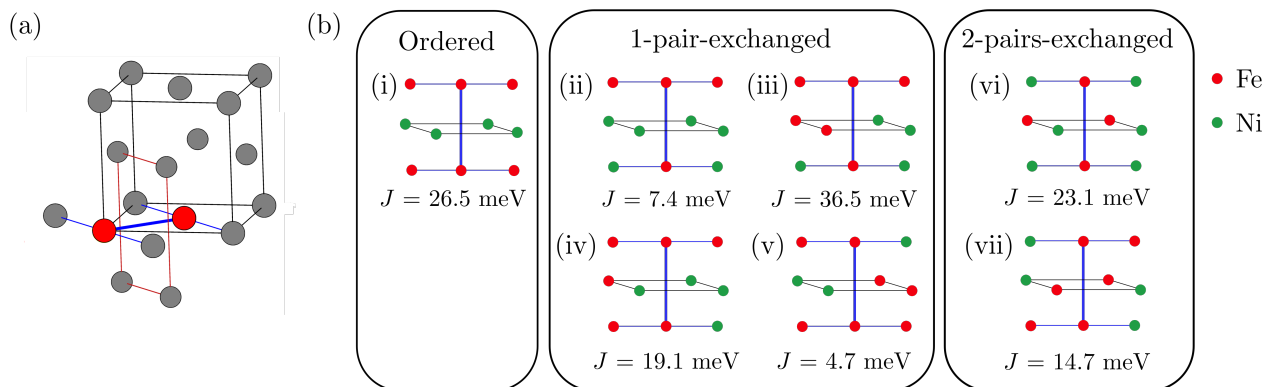 (a)
(b)
Ordered
(i)
J = 26.5 meV
1-pair-exchanged
(ii)
J = 7.4 meV
(iii)
J = 36.5 meV
(iv)
J = 19.1 meV
(v)
J = 4.7 meV
2-pairs-exchanged
(vi)
J = 23.1 meV
(vii)
J = 14.7 meV
Fe
Ni